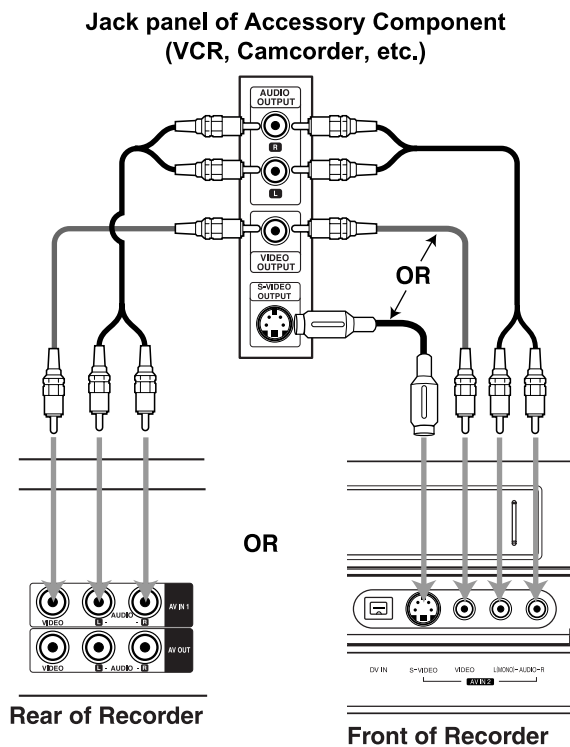 Jack panel of Accessory Component
(VCR, Camcorder, etc.)
AUDIO
OUTPUT
R
L
VIDEO
OUTPUT
S-VIDEO
OUTPUT
OR
OR
VIDEO
L - AUDIO - R
AV IN 1
VIDEO
L - AUDIO - R
AV OUT
DV IN
S-VIDEO
VIDEO
L(MONO)-AUDIO-R
AV IN 2
Rear of Recorder
Front of Recorder